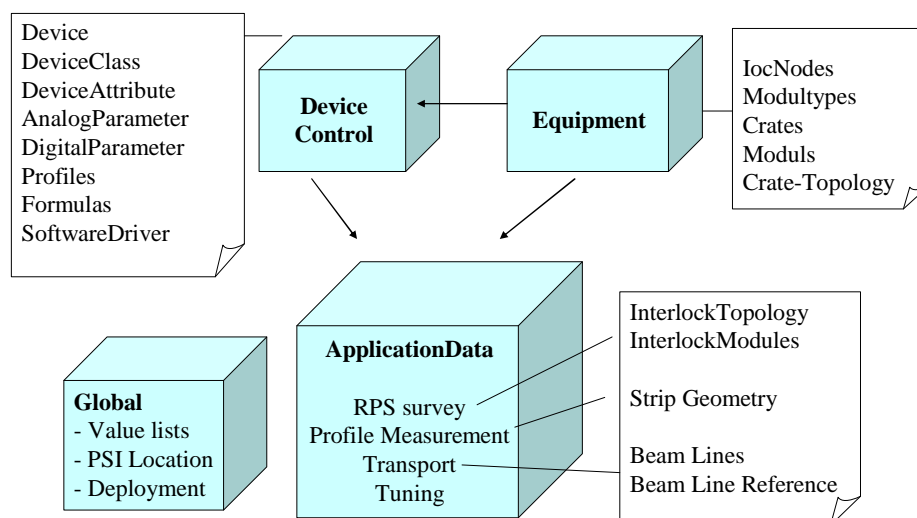 Device
DeviceClass
DeviceAttribute
AnalogParameter
DigitalParameter
Profiles
Formulas
SoftwareDriver
Device
Control
Equipment
IocNodes
Modultypes
Crates
Moduls
Crate-Topology
Global
- Value lists
- PSI Location
- Deployment
ApplicationData
RPS survey
Profile Measurement
Transport
Tuning
InterlockTopology
InterlockModules
Strip Geometry
Beam Lines
Beam Line Reference